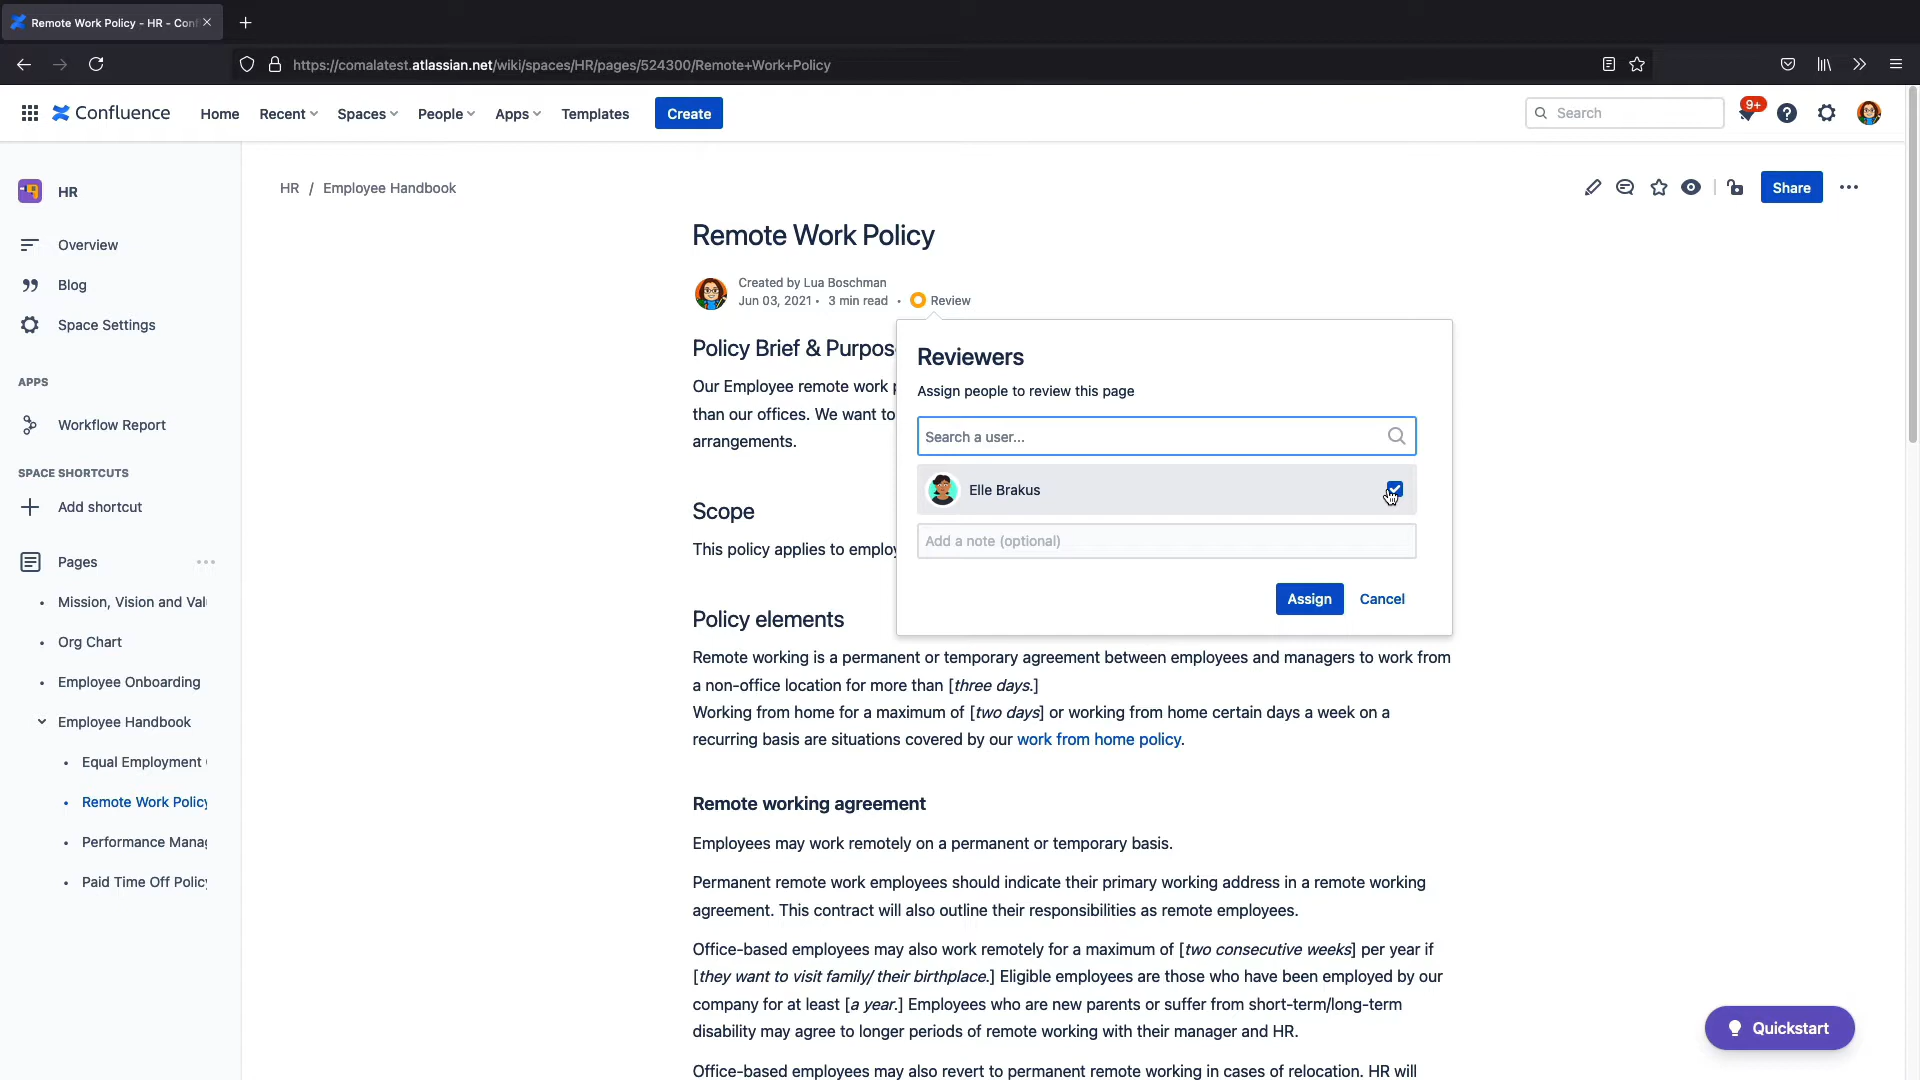 Remote Work Policy - HR - Conf
https://comalatest.atlassian.net/wiki/spaces/HR/pages/524300/Remote+Work+Policy
Confluence
Home
Recent
Spaces
People
Apps
Templates
Create
Search
9+
HR
Overview
Blog
Space Settings
APPS
Workflow Report
SPACE SHORTCUTS
Add shortcut
Pages
Mission, Vision and Val
Org Chart
Employee Onboarding
Employee Handbook
Equal Employment
Remote Work Policy
Performance Manag
Paid Time Off Policy
HR / Employee Handbook
Share
Remote Work Policy
Created by Lua Boschman
Jun 03, 2021 • 3 min read • Review
Policy Brief & Purpos
Our Employee remote work
than our offices. We want to
arrangements.
Scope
This policy applies to employ
Policy elements
Reviewers
Assign people to review this page
Search a user...
Elle Brakus
Add a note (optional)
Assign
Cancel
Remote working is a permanent or temporary agreement between employees and managers to work from
a non-office location for more than [three days.]
Working from home for a maximum of [two days] or working from home certain days a week on a
recurring basis are situations covered by our work from home policy.
Remote working agreement
Employees may work remotely on a permanent or temporary basis.
Permanent remote work employees should indicate their primary working address in a remote working
agreement. This contract will also outline their responsibilities as remote employees.
Office-based employees may also work remotely for a maximum of [two consecutive weeks] per year if
[they want to visit family/ their birthplace.] Eligible employees are those who have been employed by our
company for at least [a year.] Employees who are new parents or suffer from short-term/long-term
disability may agree to longer periods of remote working with their manager and HR.
Office-based employees may also revert to permanent remote working in cases of relocation. HR will
Quickstart